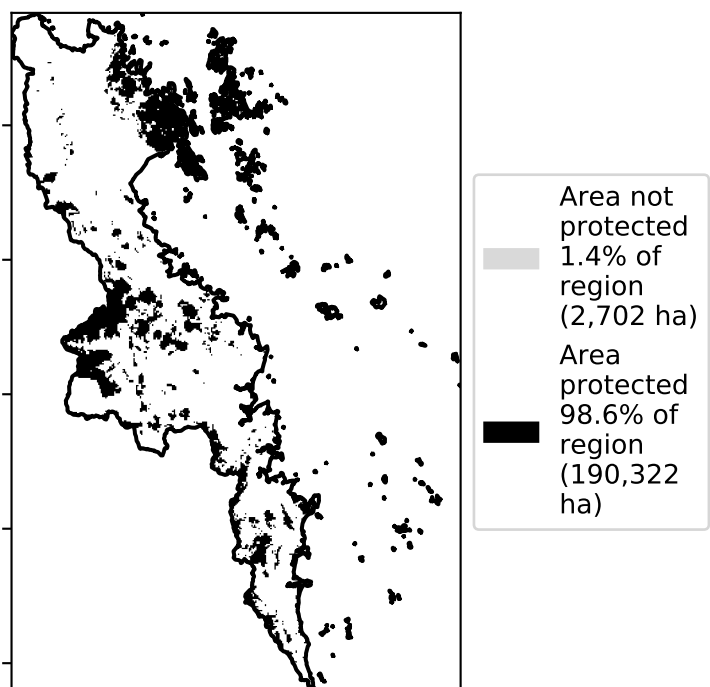 Area not
protected
1.4% of
region
(2,702 ha)
Area
protected
98.6% of
region
(190,322
ha)